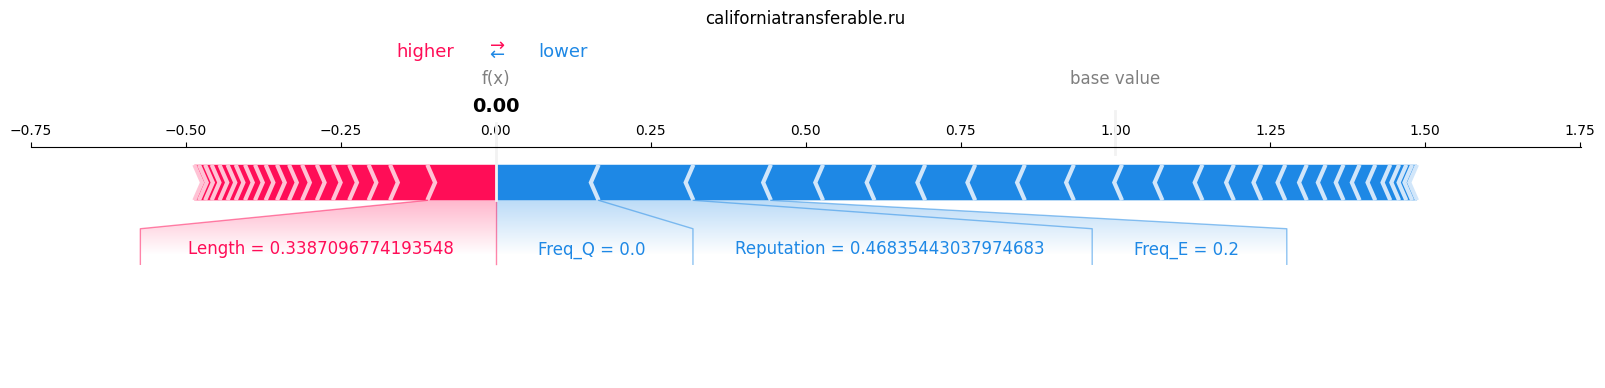 californiatransferable.ru
higher ⇄ lower
f(x) base value
0.00
−0.75 −0.50 −0.25 0.00 0.25 0.50 0.75 1.00 1.25 1.50 1.75
Length = 0.3387096774193548 Freq_Q = 0.0 Reputation = 0.46835443037974683 Freq_E = 0.2